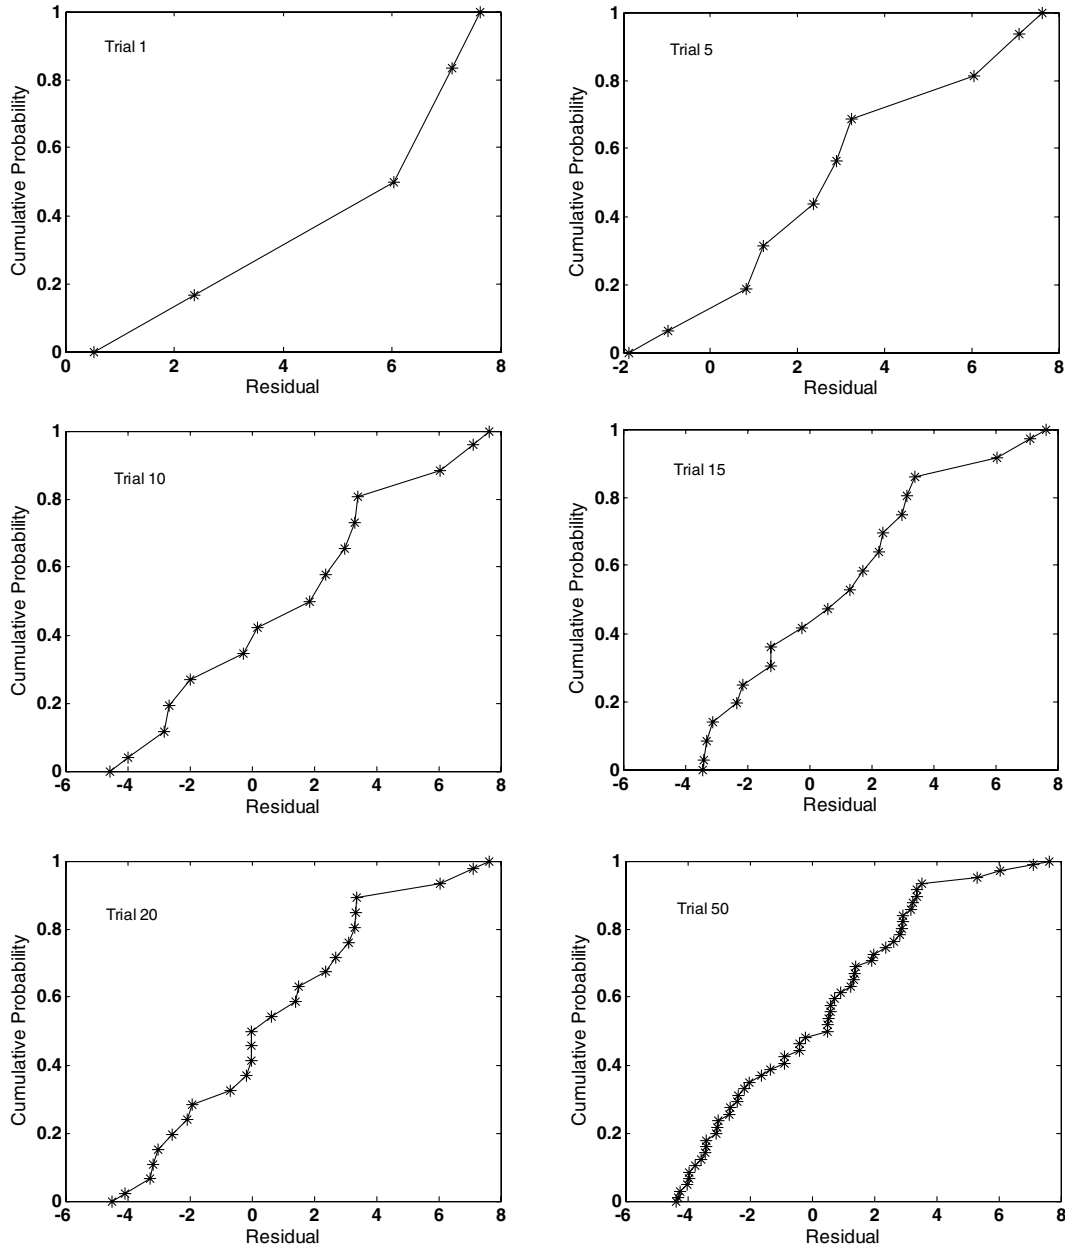 1
0.8
0.6
0.4
0.2
0
Cumulative Probability
Trial 1
0 2 4 6 8
Residual
1
0.8
0.6
0.4
0.2
0
Cumulative Probability
Trial 5
-2 0 2 4 6 8
Residual
1
0.8
0.6
0.4
0.2
0
Cumulative Probability
Trial 10
-6 -4 -2 0 2 4 6 8
Residual
1
0.8
0.6
0.4
0.2
0
Cumulative Probability
Trial 15
-6 -4 -2 0 2 4 6 8
Residual
1
0.8
0.6
0.4
0.2
0
Cumulative Probability
Trial 20
-6 -4 -2 0 2 4 6 8
Residual
1
0.8
0.6
0.4
0.2
0
Cumulative Probability
Trial 50
-6 -4 -2 0 2 4 6 8
Residual